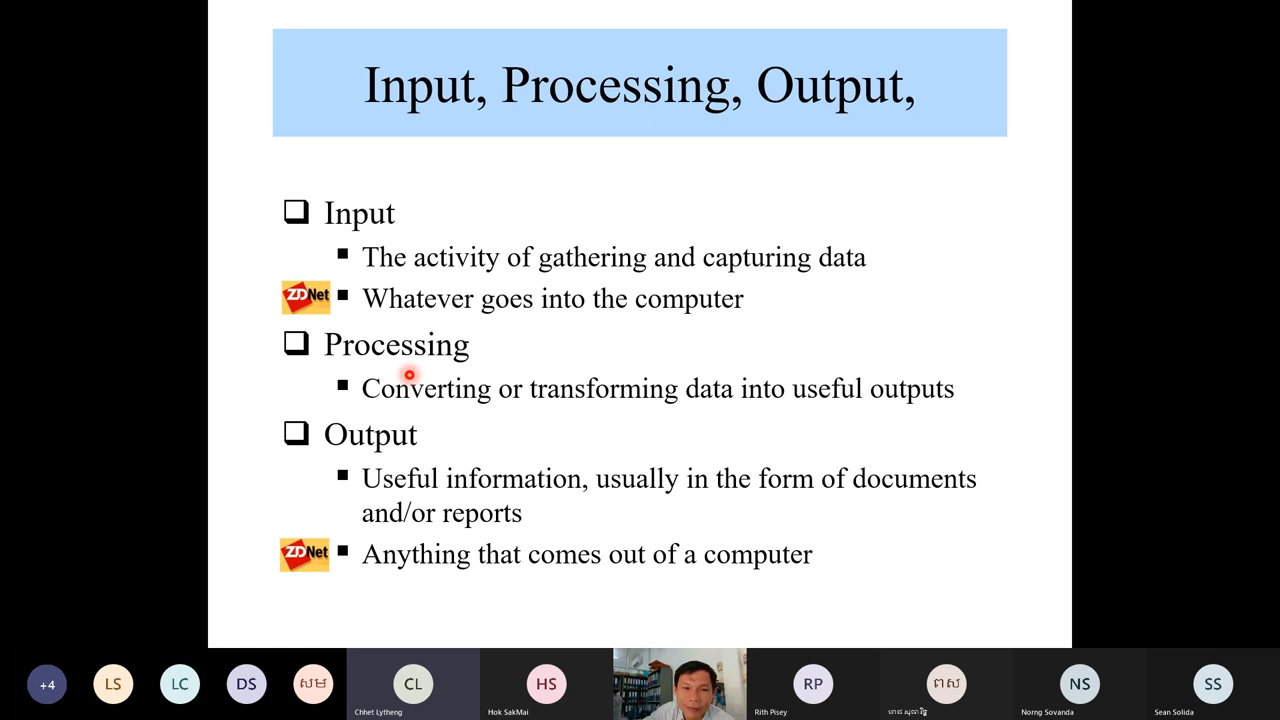 Input, Processing, Output,
Input
The activity of gathering and capturing data
ZDNet
Whatever goes into the computer
Processing
Converting or transforming data into useful outputs
Output
Useful information, usually in the form of documents
and/or reports
ZDNet
Anything that comes out of a computer
+4
LS
LC
DS
សម
CL
HS
RP
ពស
NS
SS
Chhet Lytheng
Hok SakMai
Rith Pisey
Norng Sovanda
Sean Solida